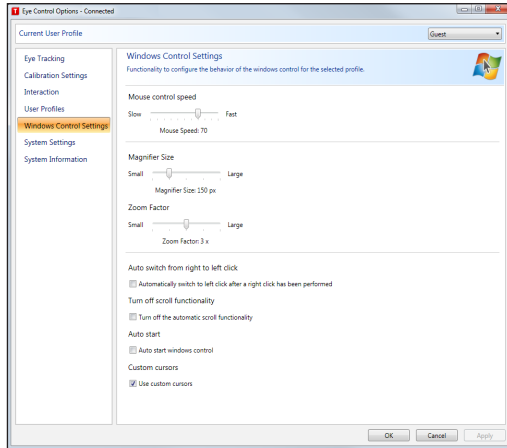 T Eye Control Options - Connected
Current User Profile
Guest
Eye Tracking
Calibration Settings
Interaction
User Profiles
Windows Control Settings
System Settings
System Information
Windows Control Settings
Functionality to configure the behavior of the windows control for the selected profile.
Mouse control speed
Slow Fast
Mouse Speed: 70
Magnifier Size
Small Large
Magnifier Size: 150 px
Zoom Factor
Small Large
Zoom Factor: 3 x
Auto switch from right to left click
Automatically switch to left click after a right click has been performed
Turn off scroll functionality
Turn off the automatic scroll functionality
Auto start
Auto start windows control
Custom cursors
Use custom cursors
OK Cancel Apply